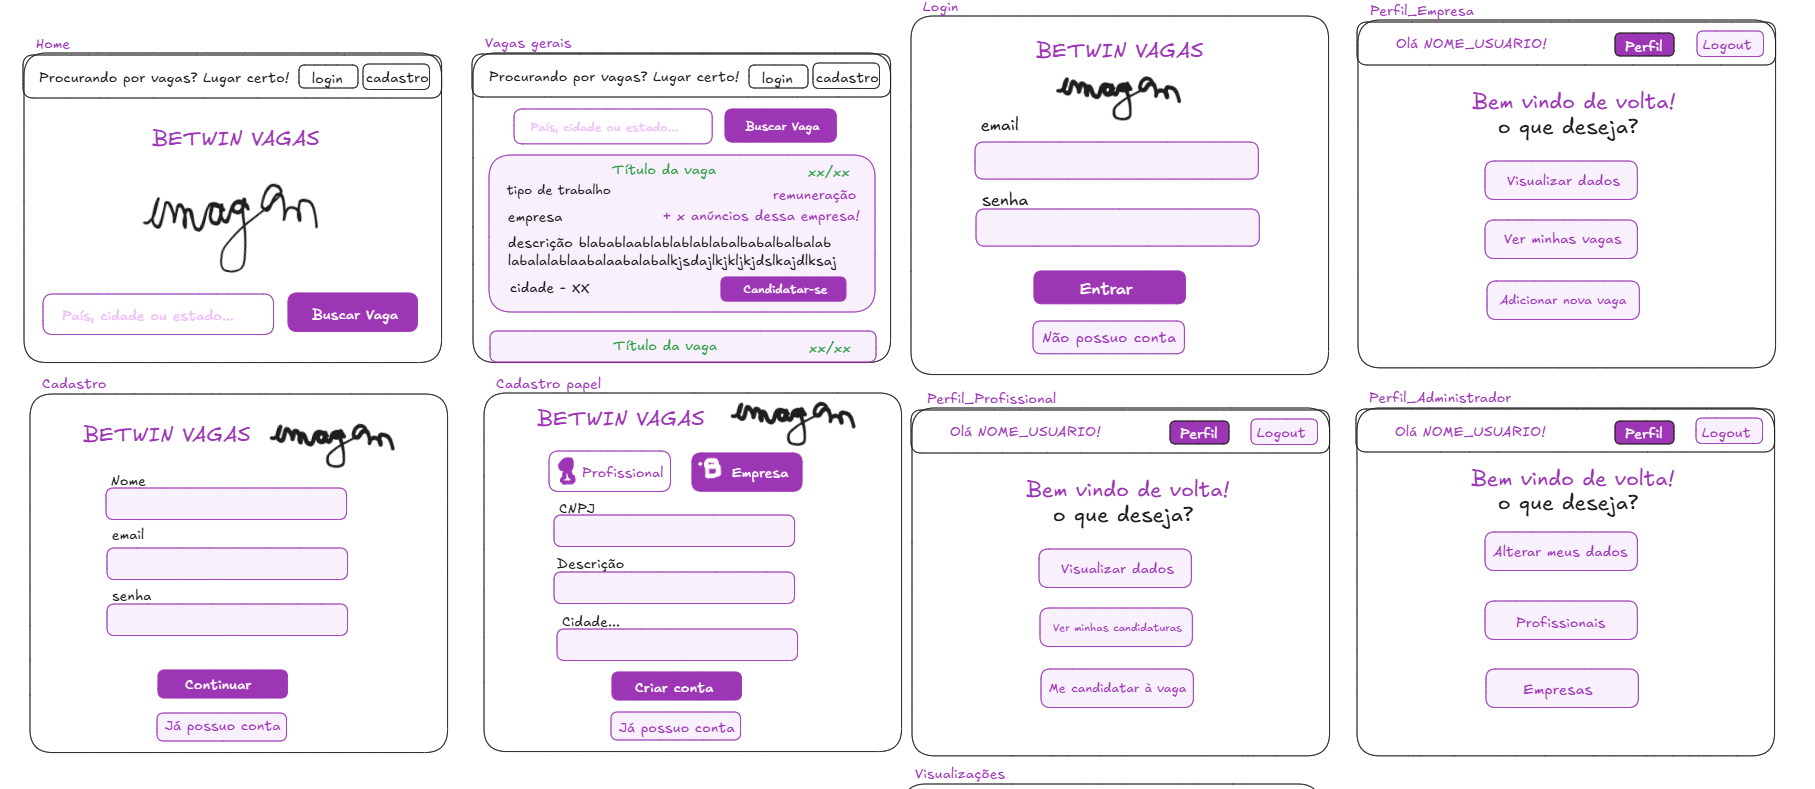 Home
Procurando por vagas? Lugar certo!
login
cadastro
BETWIN VAGAS
imagem
País, cidade ou estado...
Buscar Vaga
Vagas gerais
Procurando por vagas? Lugar certo!
login
cadastro
País, cidade ou estado...
Buscar Vaga
Título da vaga
xx/xx
tipo de trabalho
remuneração
empresa
+ x anúncios dessa empresa!
descrição blabablaablablablablabalbabalbalbalab
labalalablaabalaabalabalkjsdajlkjkljkjdslkajdlksaj
cidade - XX
Candidatar-se
Título da vaga
xx/xx
Login
BETWIN VAGAS
imagem
email
senha
Entrar
Não possuo conta
Perfil_Empresa
Olá NOME_USUARIO!
Perfil
Logout
Bem vindo de volta!
o que deseja?
Visualizar dados
Ver minhas vagas
Adicionar nova vaga
Cadastro
BETWIN VAGAS
imagem
Nome
email
senha
Continuar
Já possuo conta
Cadastro papel
BETWIN VAGAS
imagem
Profissional
Empresa
CNPJ
Descrição
Cidade...
Criar conta
Já possuo conta
Perfil_Profissional
Olá NOME_USUARIO!
Perfil
Logout
Bem vindo de volta!
o que deseja?
Visualizar dados
Ver minhas candidaturas
Me candidatar à vaga
Perfil_Administrador
Olá NOME_USUARIO!
Perfil
Logout
Bem vindo de volta!
o que deseja?
Alterar meus dados
Profissionais
Empresas
Visualizações